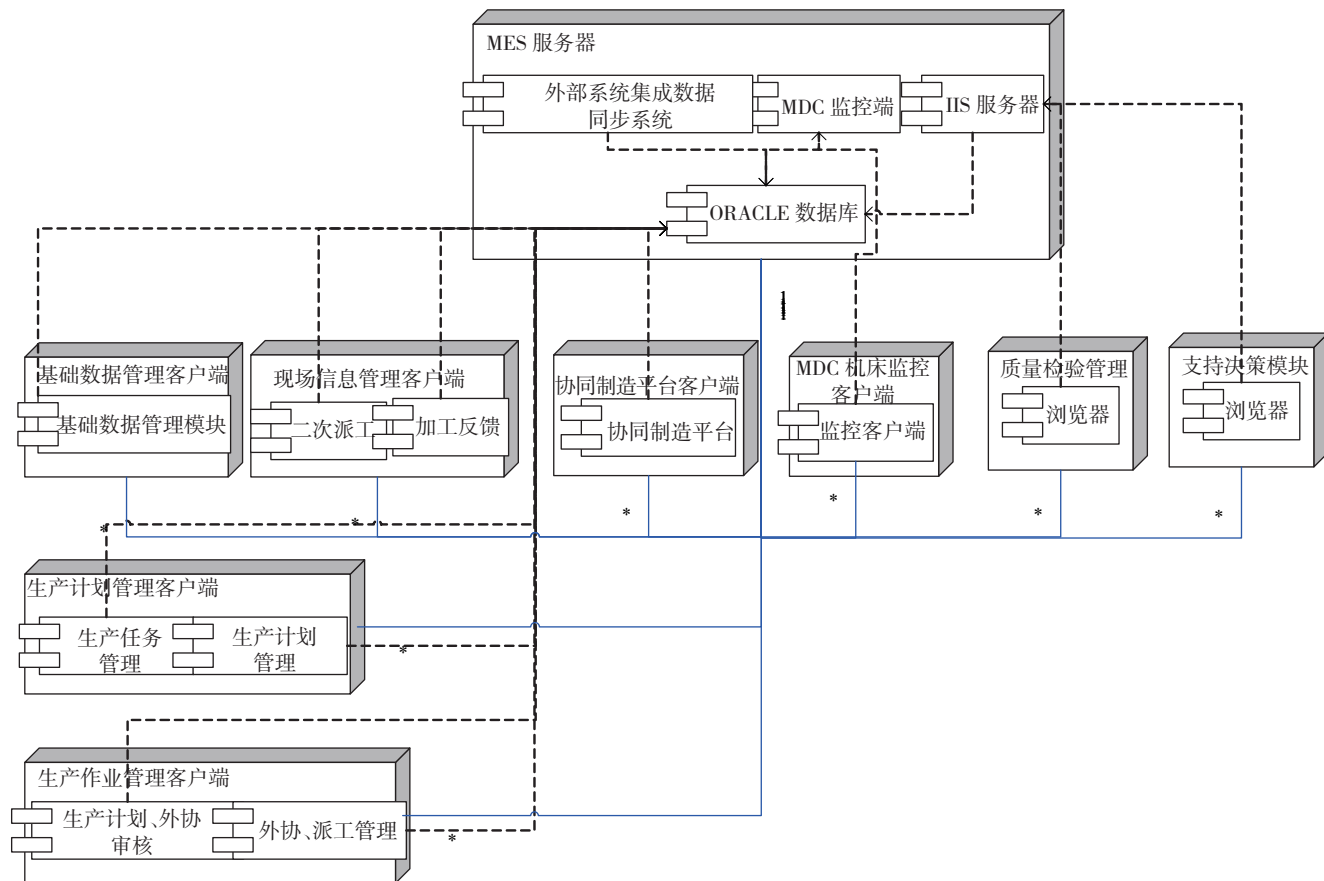 MES 服务器
外部系统集成数据
同步系统
MDC 监控端
IIS 服务器
ORACLE 数据库
基础数据管理客户端
基础数据管理模块
现场信息管理客户端
二次派工
加工反馈
协同制造平台客户端
协同制造平台
MDC 机床监控
客户端
监控客户端
质量检验管理
浏览器
支持决策模块
浏览器
*
*
*
*
*
*
生产计划管理客户端
生产任务
管理
生产计划
管理
*
生产作业管理客户端
生产计划、外协
审核
外协、派工管理
*